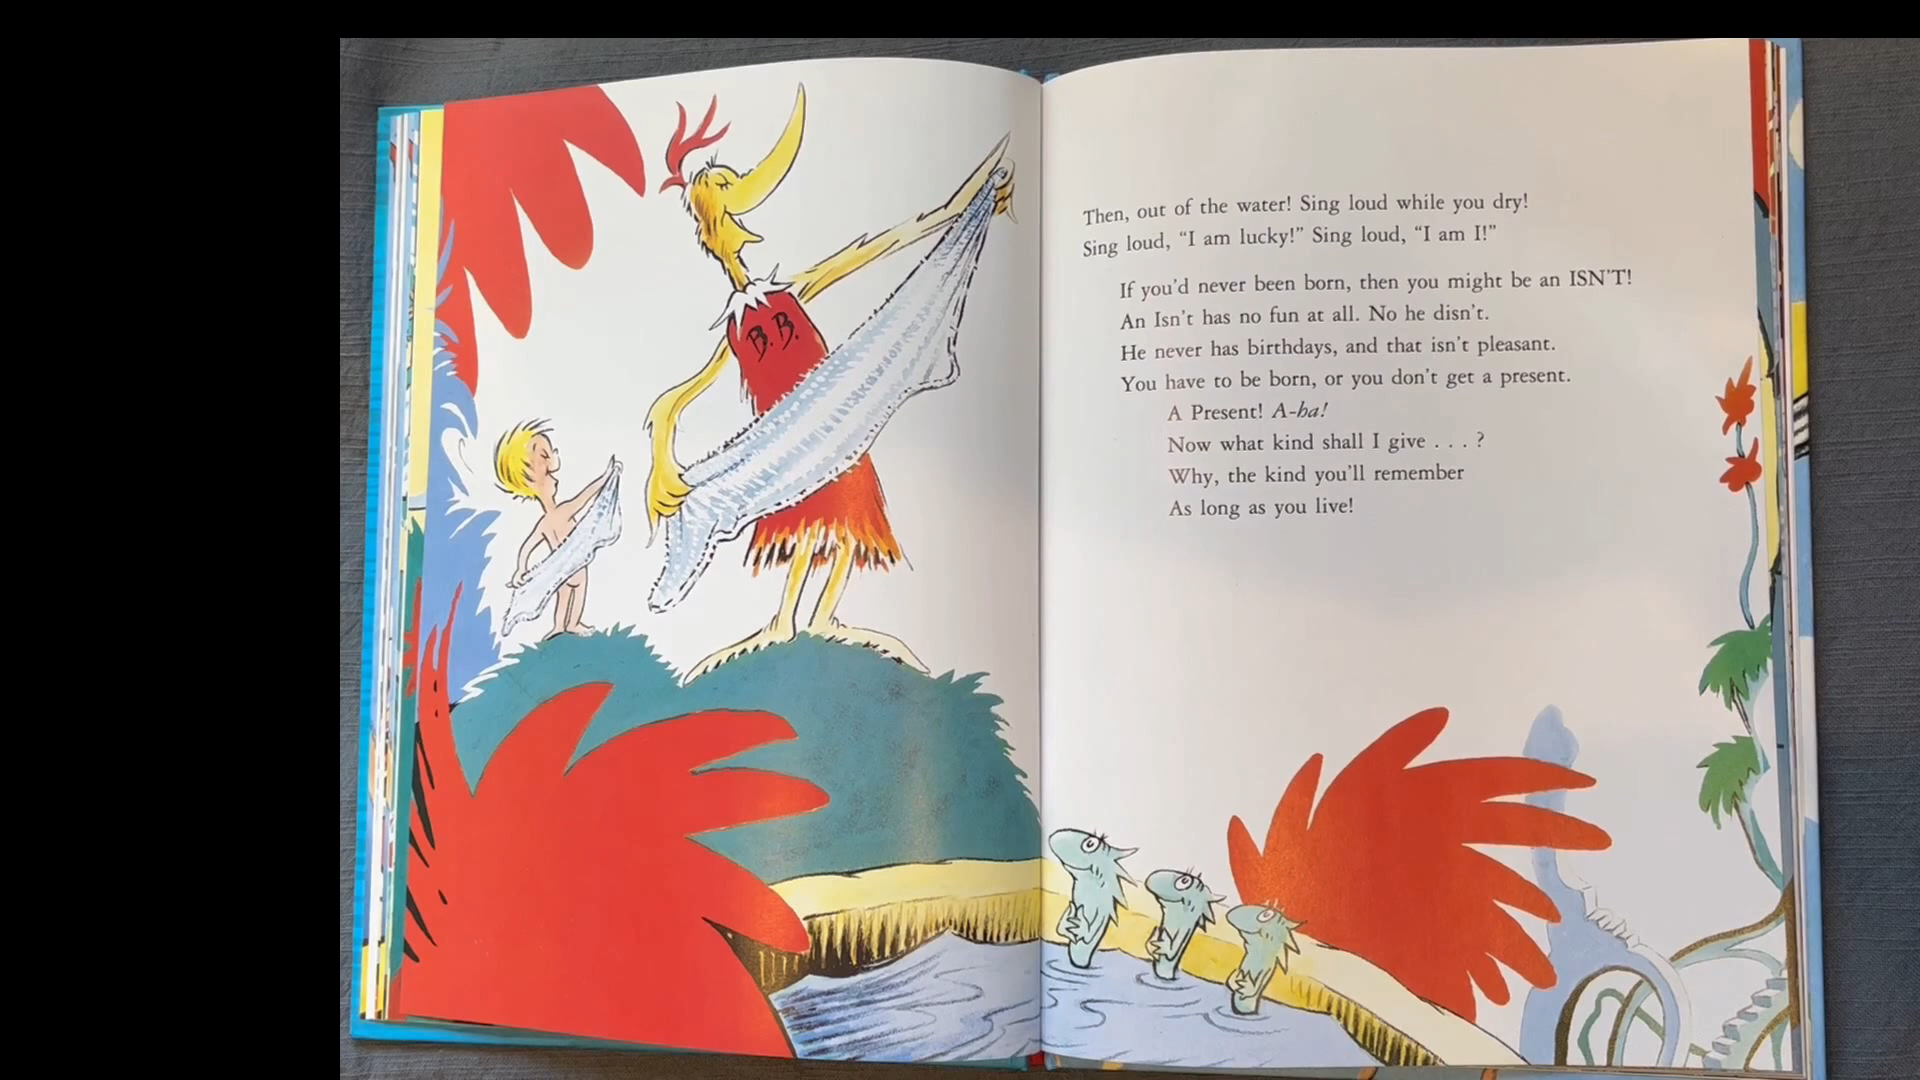 B.B.
Then, out of the water! Sing loud while you dry!
Sing loud, “I am lucky!” Sing loud, “I am I!”
If you’d never been born, then you might be an ISN’T!
An Isn’t has no fun at all. No he disn’t.
He never has birthdays, and that isn’t pleasant.
You have to be born, or you don’t get a present.
A Present! A-ha!
Now what kind shall I give . . . ?
Why, the kind you’ll remember
As long as you live!